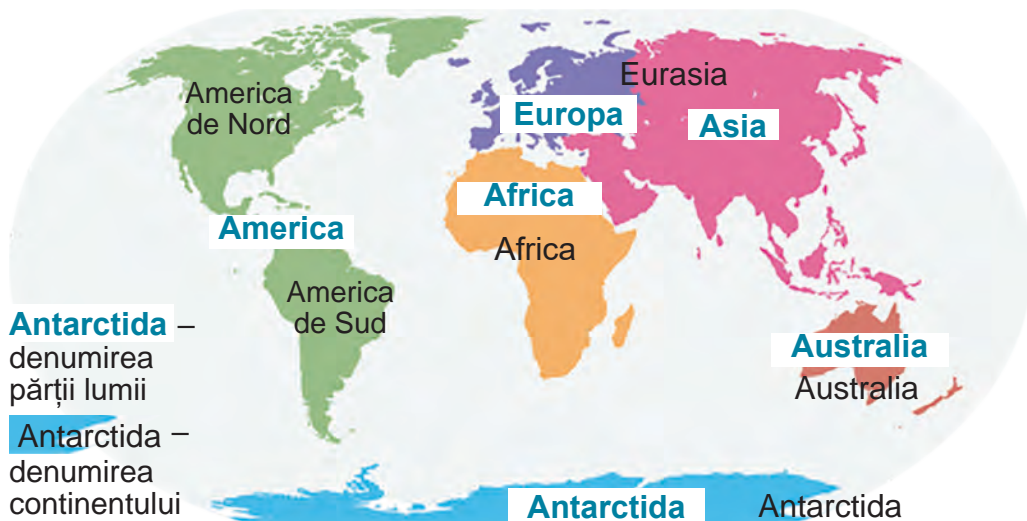 America
de Nord
Eurasia
Europa
Asia
Africa
America
Africa
America
de Sud
Antarctida –
denumirea
părții lumii
Australia
Australia
Antarctida –
denumirea
continentului
Antarctida
Antarctida